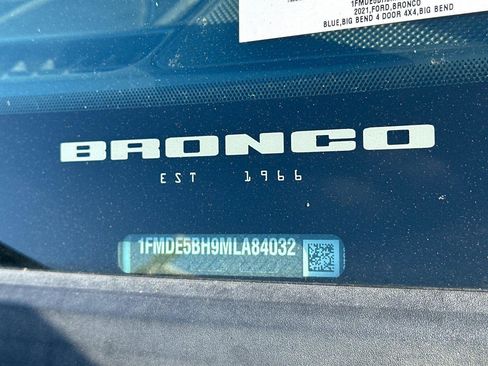 2021,FORD,BRONCO
BLUE,BIG BEND 4 DOOR 4X4,BIG BEND
BRONCO
EST 1966
1FMDE5BH9MLA84032